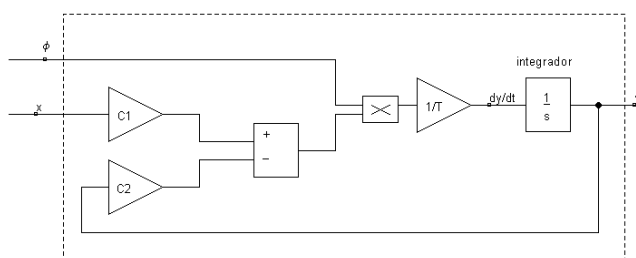 ϕ
integrador
x
C1
1/T
dy/dt
1
s
+
−
C2